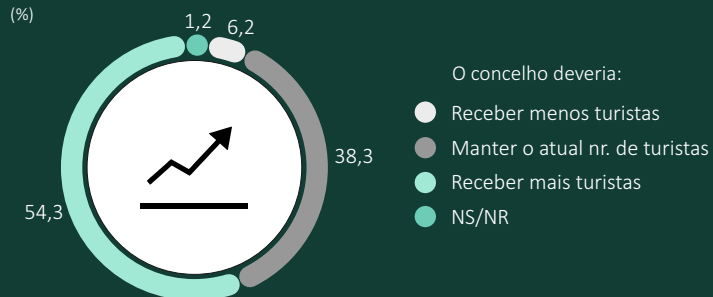 (%)
1,2
6,2
38,3
54,3
O concelho deveria:
Receber menos turistas
Manter o atual nr. de turistas
Receber mais turistas
NS/NR